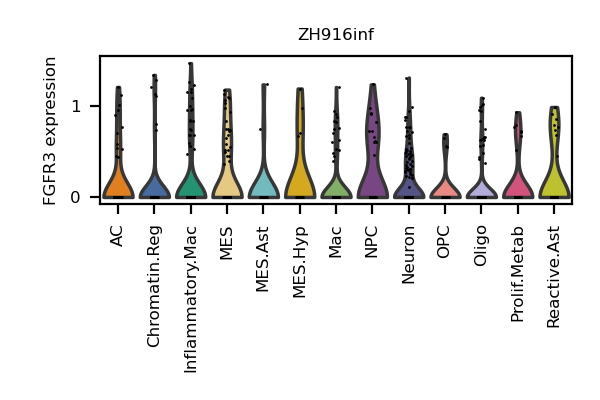 ZH916inf
FGFR3 expression
1
0
AC
Chromatin.Reg
Inflammatory.Mac
MES
MES.Ast
MES.Hyp
Mac
NPC
Neuron
OPC
Oligo
Prolif.Metab
Reactive.Ast